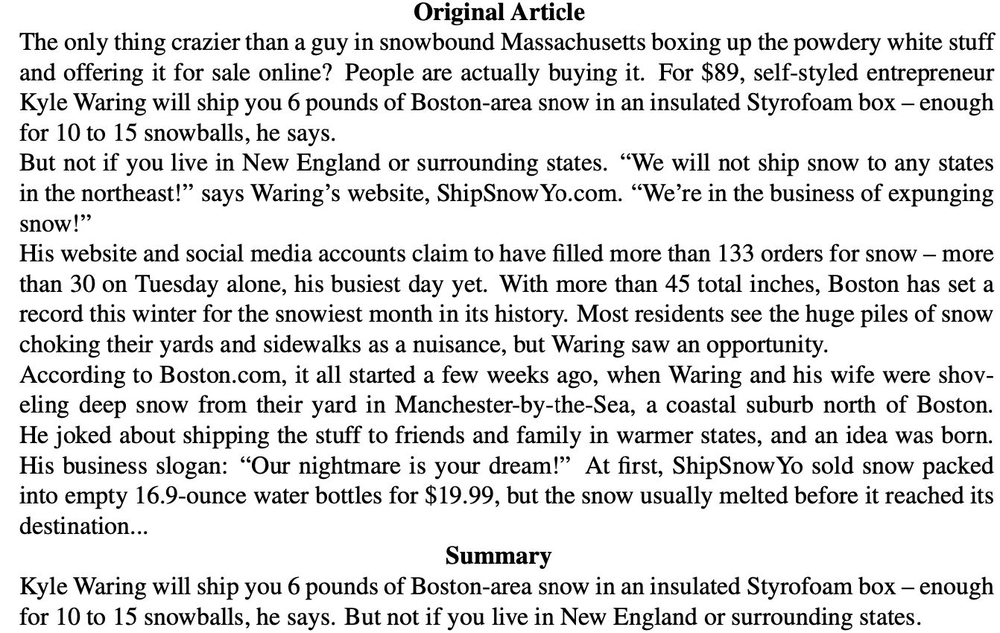 Original Article
The only thing crazier than a guy in snowbound Massachusetts boxing up the powdery white stuff
and offering it for sale online? People are actually buying it. For $89, self-styled entrepreneur
Kyle Waring will ship you 6 pounds of Boston-area snow in an insulated Styrofoam box – enough
for 10 to 15 snowballs, he says.
But not if you live in New England or surrounding states. “We will not ship snow to any states
in the northeast!” says Waring’s website, ShipSnowYo.com. “We’re in the business of expunging
snow!”
His website and social media accounts claim to have filled more than 133 orders for snow – more
than 30 on Tuesday alone, his busiest day yet. With more than 45 total inches, Boston has set a
record this winter for the snowiest month in its history. Most residents see the huge piles of snow
choking their yards and sidewalks as a nuisance, but Waring saw an opportunity.
According to Boston.com, it all started a few weeks ago, when Waring and his wife were shov-
eling deep snow from their yard in Manchester-by-the-Sea, a coastal suburb north of Boston.
He joked about shipping the stuff to friends and family in warmer states, and an idea was born.
His business slogan: “Our nightmare is your dream!” At first, ShipSnowYo sold snow packed
into empty 16.9-ounce water bottles for $19.99, but the snow usually melted before it reached its
destination...
Summary
Kyle Waring will ship you 6 pounds of Boston-area snow in an insulated Styrofoam box – enough
for 10 to 15 snowballs, he says. But not if you live in New England or surrounding states.